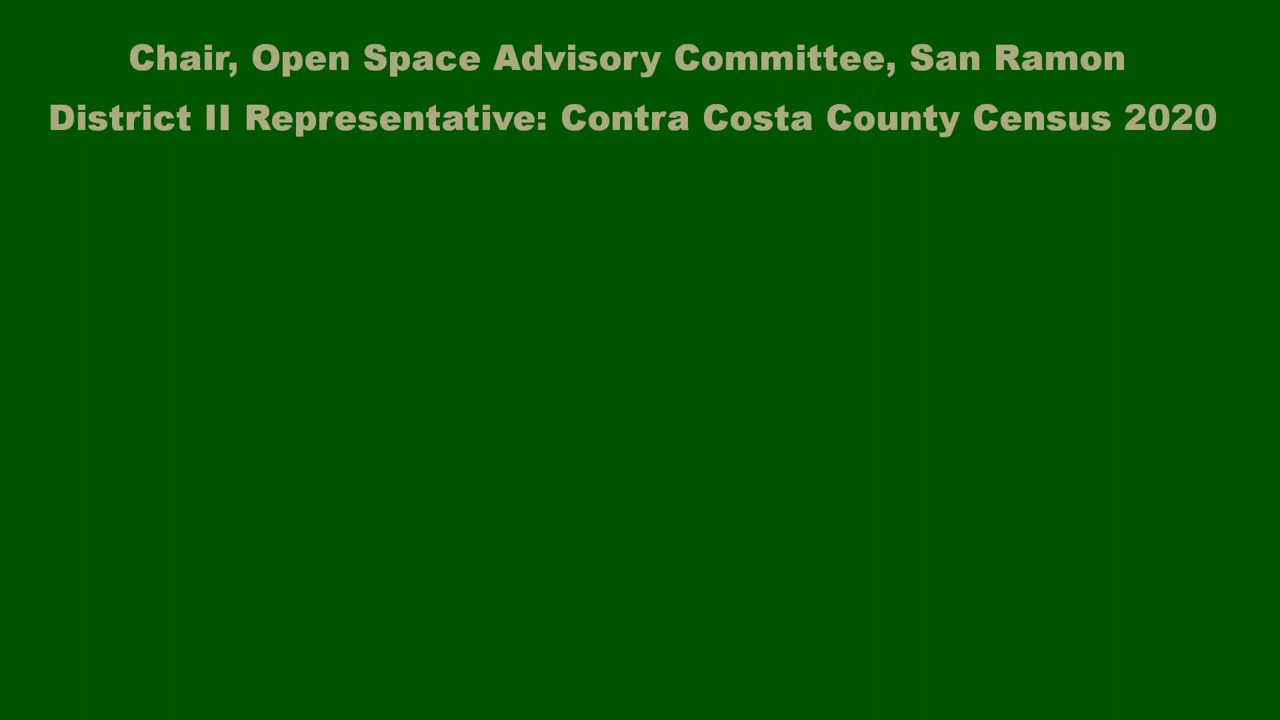 Chair, Open Space Advisory Committee, San Ramon
District II Representative: Contra Costa County Census 2020